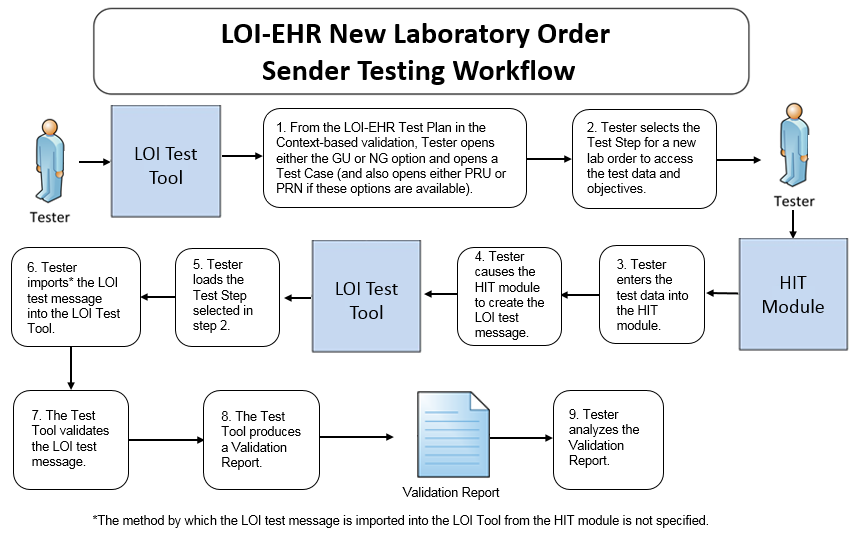 LOI-EHR New Laboratory Order
Sender Testing Workflow
Tester
LOI Test
Tool
1. From the LOI-EHR Test Plan in the
Context-based validation, Tester opens
either the GU or NG option and opens a
Test Case (and also opens either PRU or
PRN if these options are available).
2. Tester selects the
Test Step for a new
lab order to access
the test data and
objectives.
Tester
HIT
Module
3. Tester
enters the
test data into
the HIT
module.
4. Tester
causes the
HIT module
to create the
LOI test
message.
LOI Test
Tool
5. Tester
loads the
Test Step
selected in
step 2.
6. Tester
imports* the LOI
test message
into the LOI Test
Tool.
7. The Test
Tool validates
the LOI test
message.
8. The Test
Tool produces
a Validation
Report.
Validation Report
9. Tester
analyzes the
Validation
Report.
*The method by which the LOI test message is imported into the LOI Tool from the HIT module is not specified.